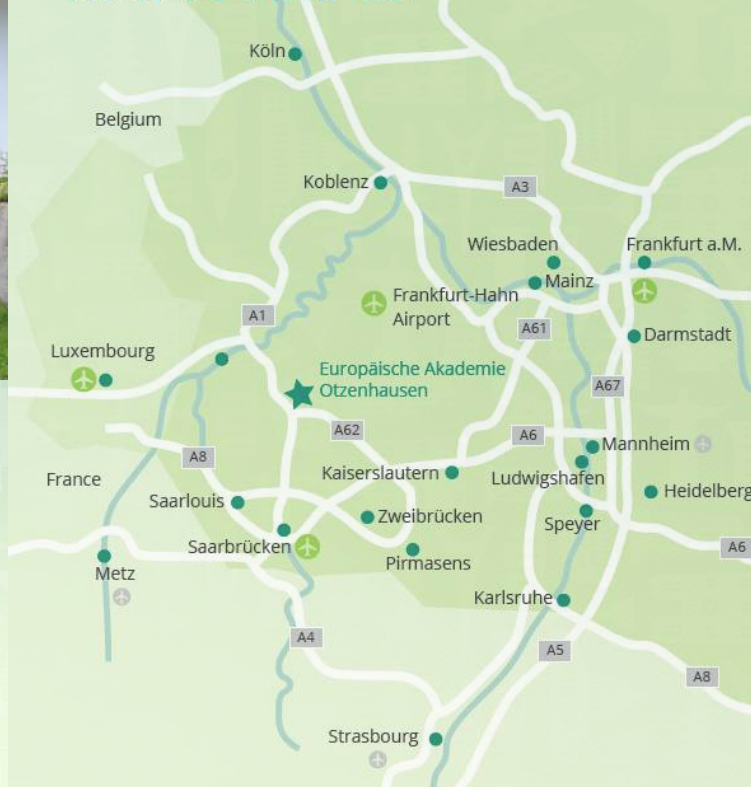 Köln
Belgium
Koblenz
A3
Wiesbaden
Frankfurt a.M.
Mainz
Frankfurt-Hahn
Airport
A1
A61
Darmstadt
Luxembourg
Europäische Akademie
Otzenhausen
A67
A62
A6
Mannheim
A8
Kaiserslautern
Ludwigshafen
France
Heidelberg
Saarlouis
Zweibrücken
Speyer
Saarbrücken
A6
Pirmasens
Metz
Karlsruhe
A4
A5
A8
Strasbourg